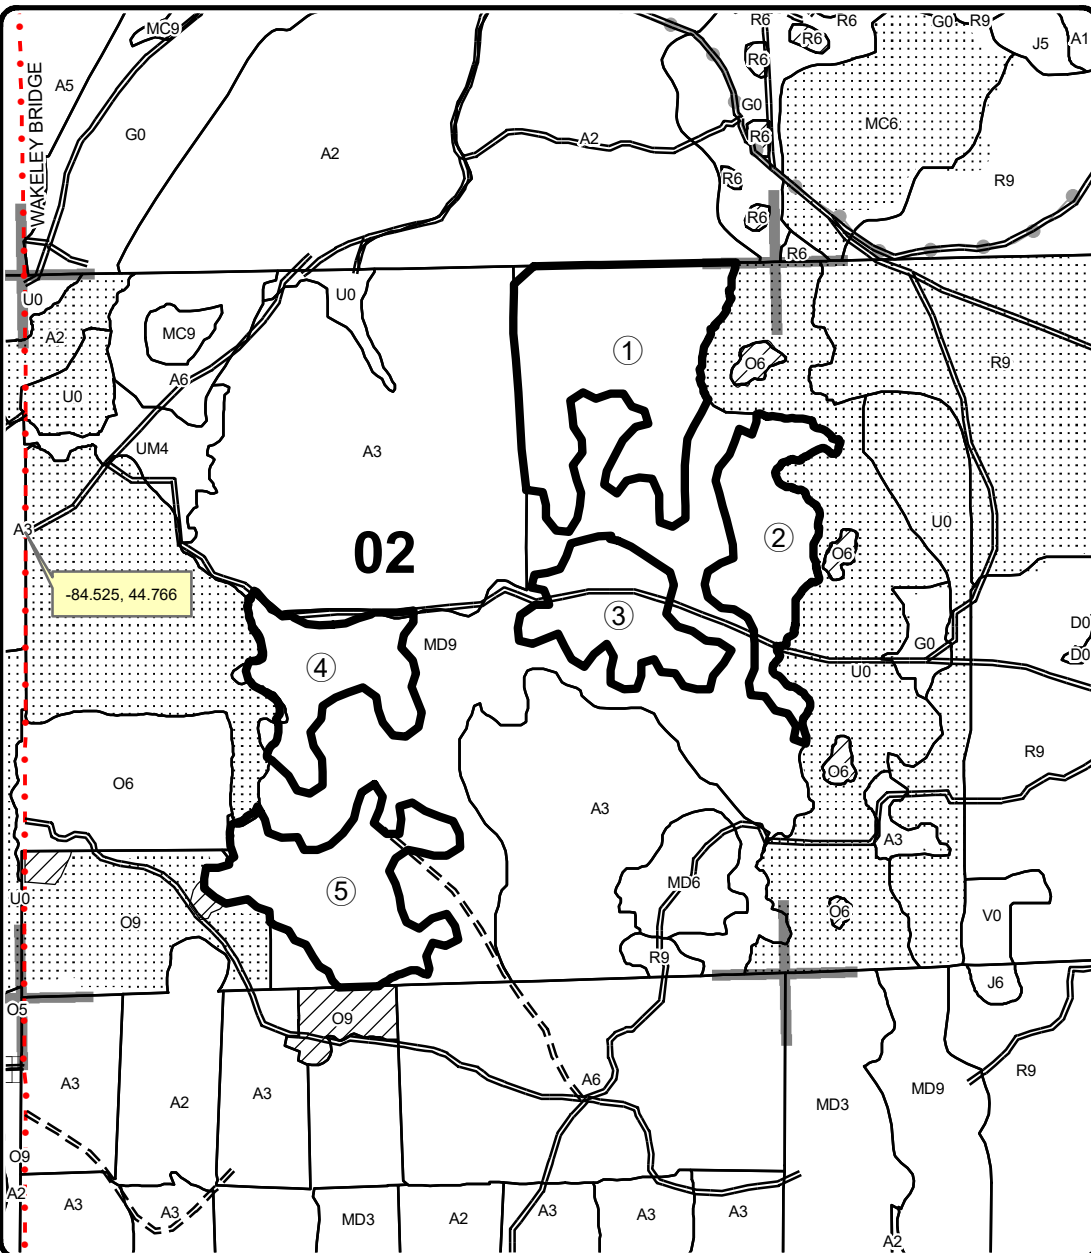 MC9
R6
R6
G0
R9
J5
A1
A5
WAKELEY BRIDGE
G0
A2
A2
R6
R6
G0
R6
MC6
R6
R9
R6
R6
U0
U0
A2
MC9
1
O6
R9
A6
U0
UM4
A3
A3
02
2
O6
U0
-84.525, 44.766
3
D0
MD9
G0
D0
4
U0
R9
O6
O6
A3
A3
MD6
5
U0
O9
O6
V0
R9
J6
O5
O9
A3
A2
A3
A6
MD3
MD9
R9
O9
A2
A3
A3
MD3
A2
A3
A3
A3
A2